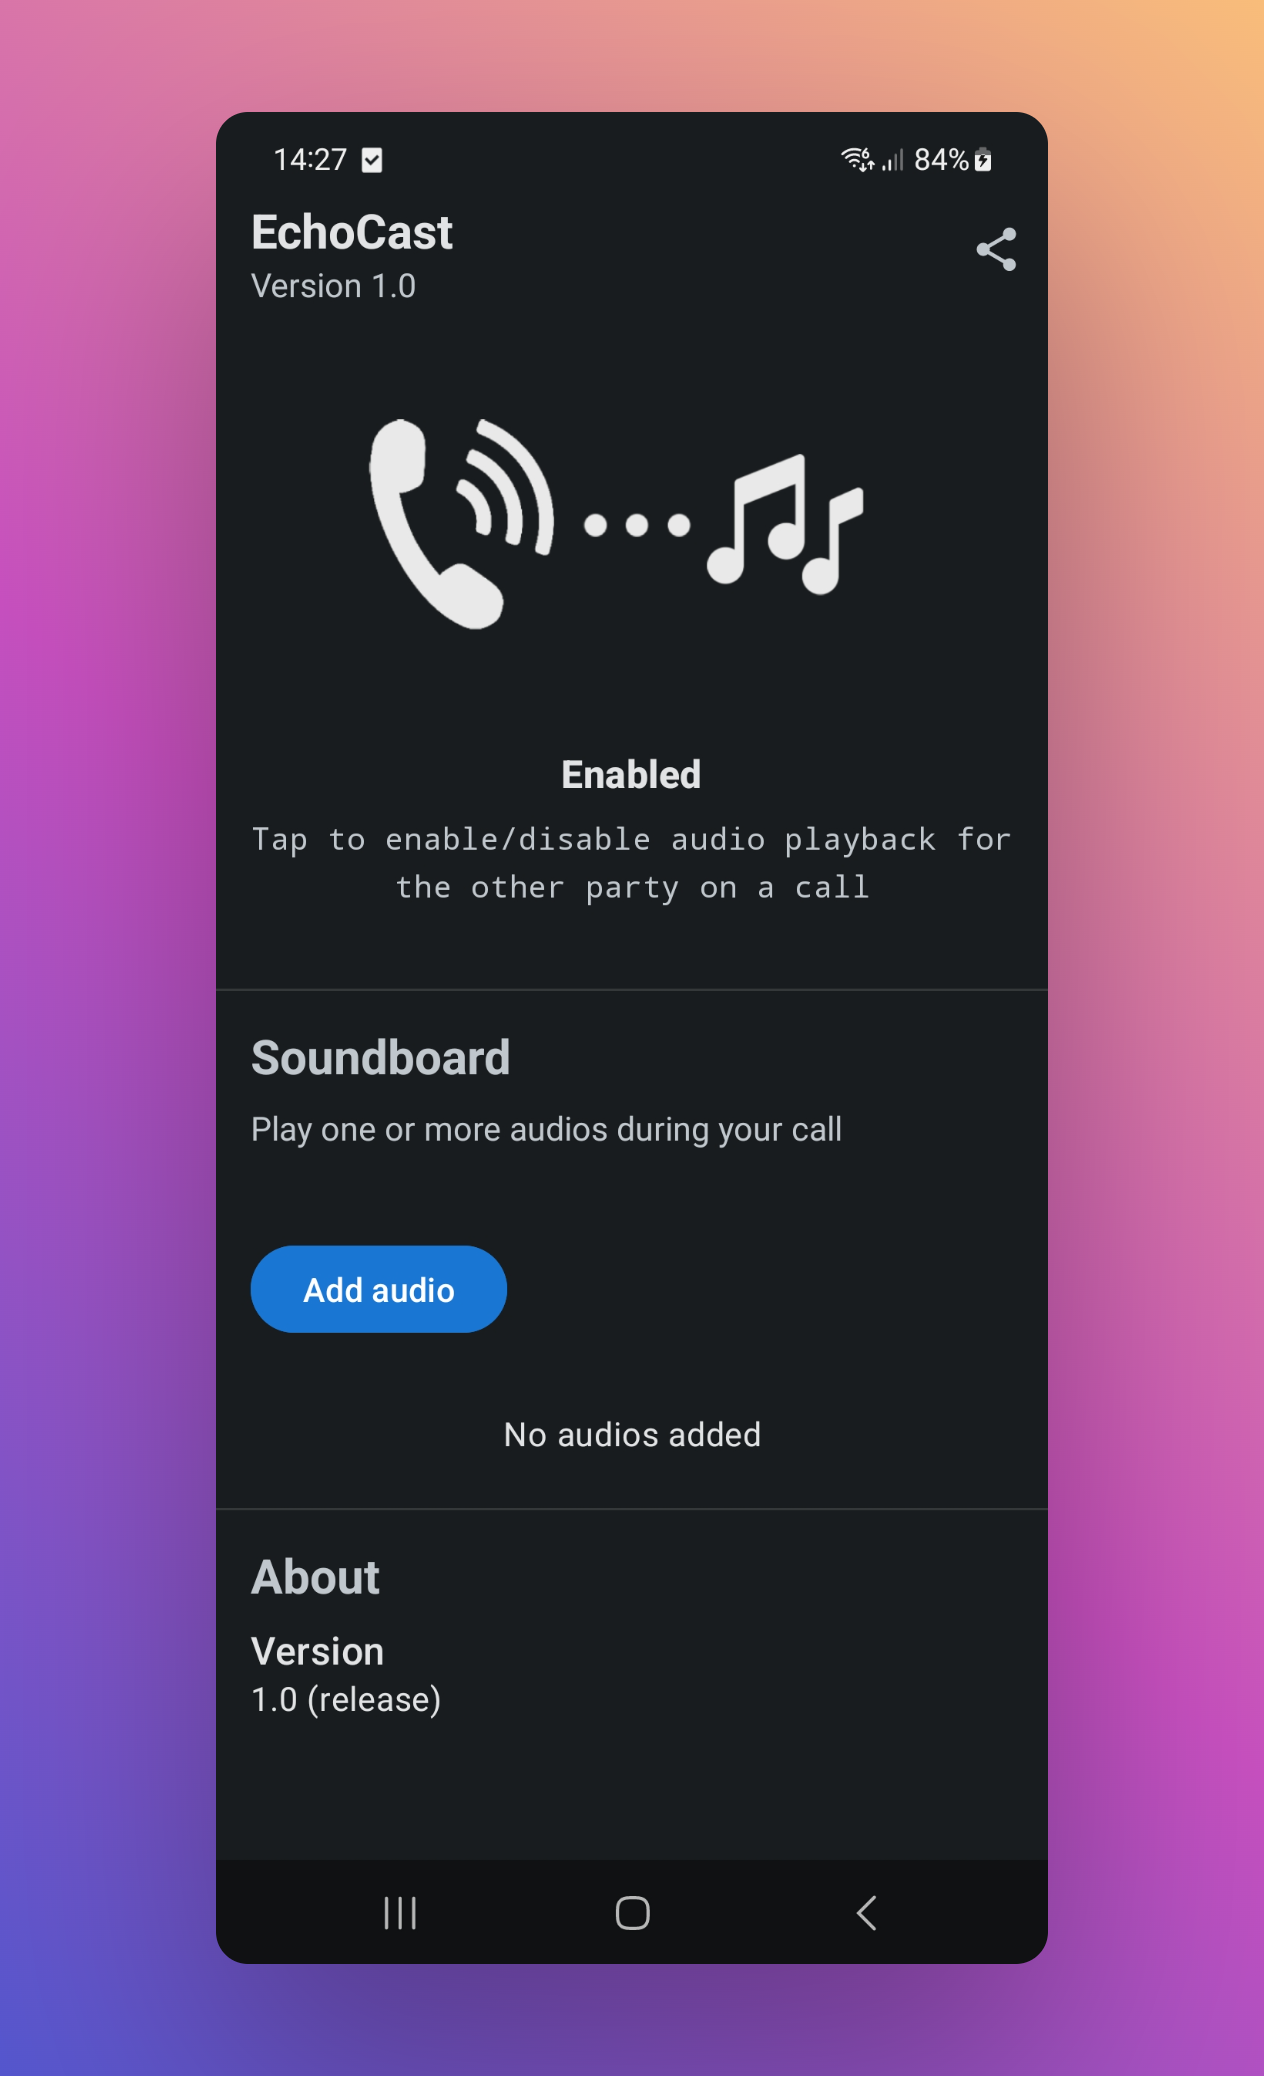 14:27
84%
EchoCast
Version 1.0
Enabled
Tap to enable/disable audio playback for
the other party on a call
Soundboard
Play one or more audios during your call
Add audio
No audios added
About
Version
1.0 (release)